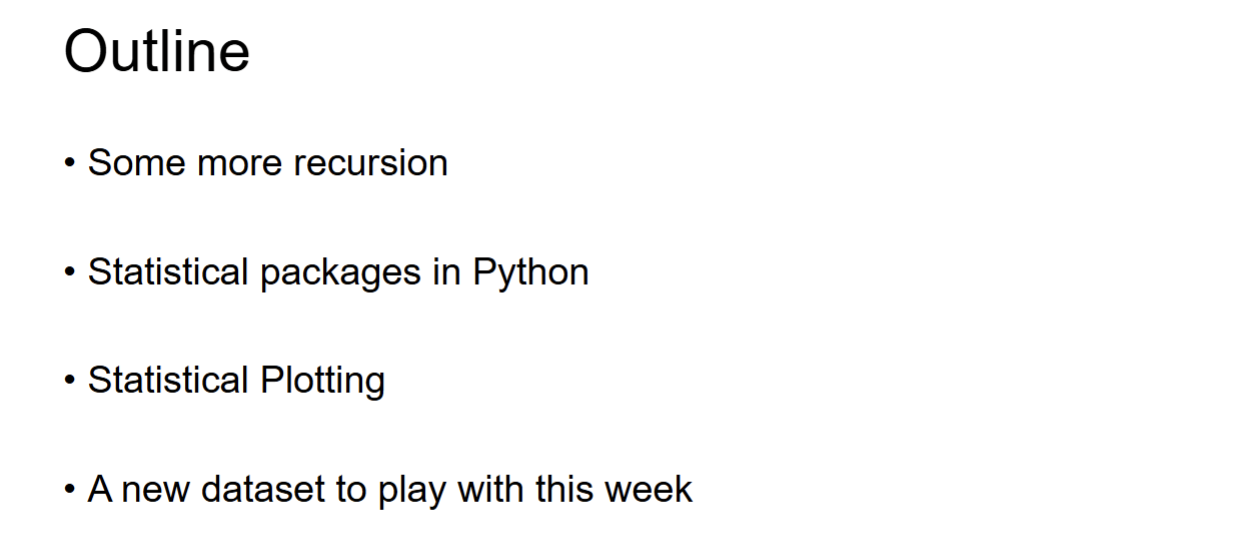 Outline
• Some more recursion
• Statistical packages in Python
• Statistical Plotting
• A new dataset to play with this week